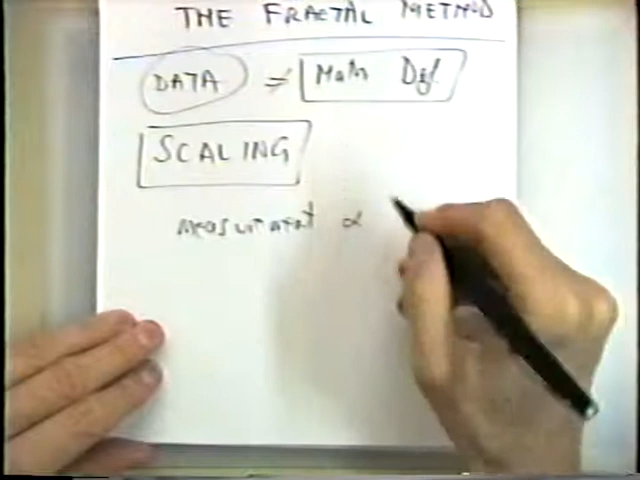 THE FRACTAL METHOD
DATA ≠ Math Def.
SCALING
measurement ∝